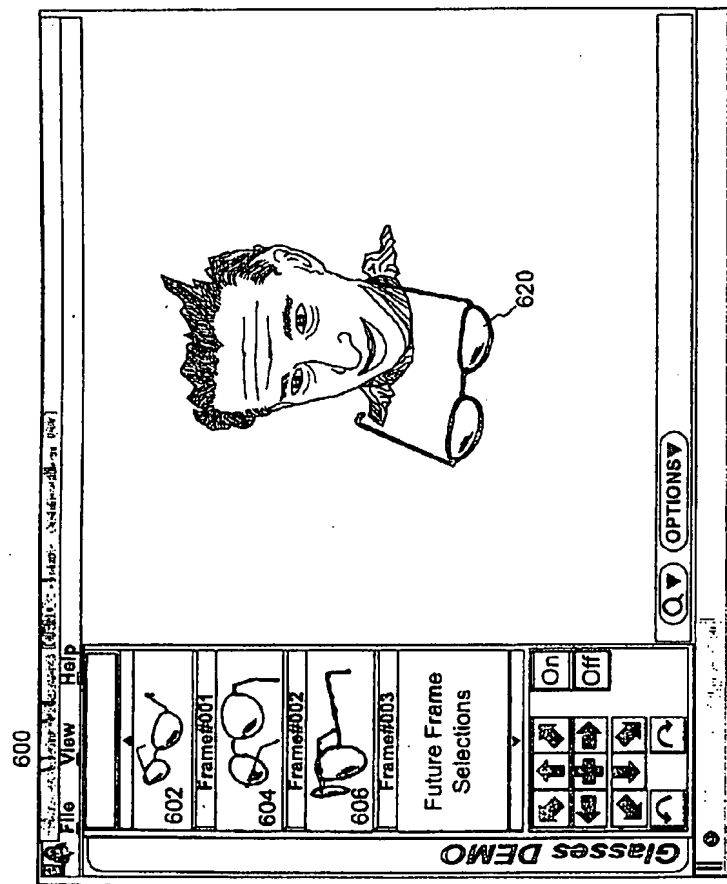 600
File View Help
602
Frame#001
604
Frame#002
606
Frame#003
Future Frame
Selections
On
Off
Glasses DEMO
620
OPTIONS